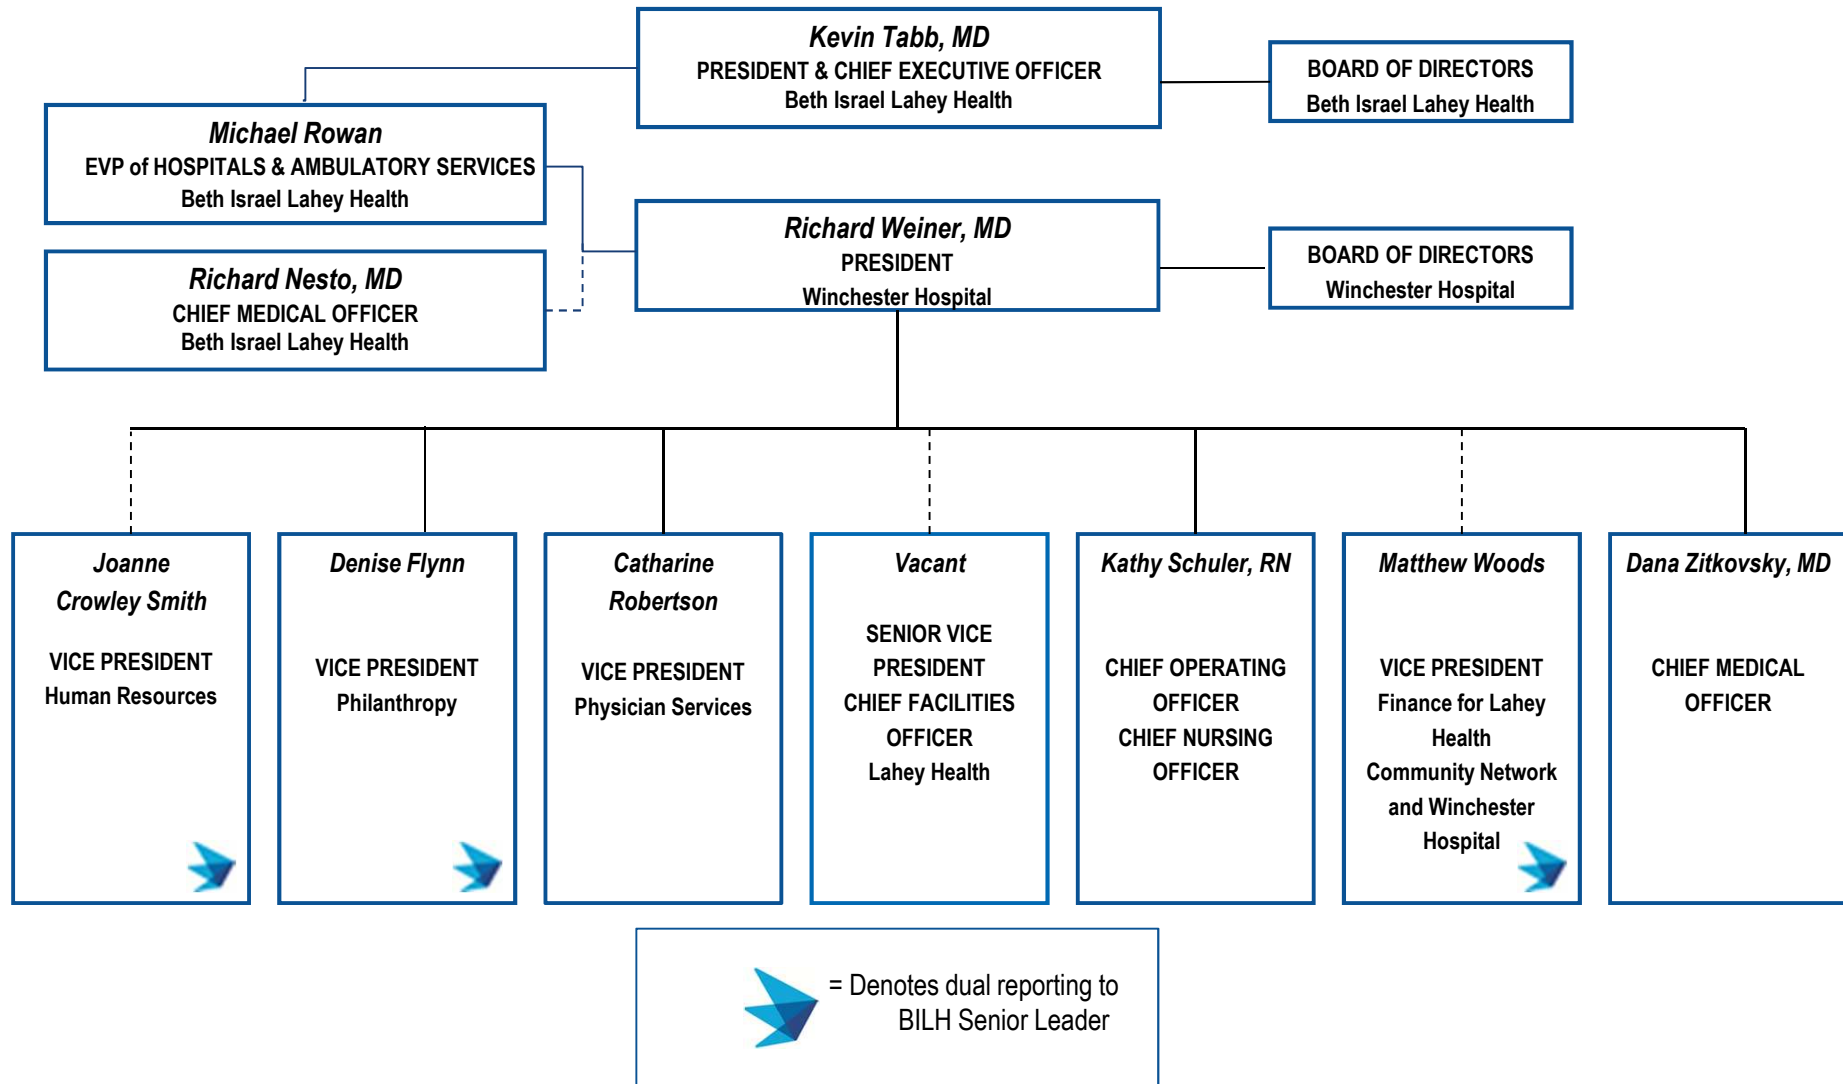 Kevin Tabb, MD
PRESIDENT & CHIEF EXECUTIVE OFFICER
Beth Israel Lahey Health
BOARD OF DIRECTORS
Beth Israel Lahey Health
Michael Rowan
EVP of HOSPITALS & AMBULATORY SERVICES
Beth Israel Lahey Health
Richard Weiner, MD
PRESIDENT
Winchester Hospital
BOARD OF DIRECTORS
Winchester Hospital
Richard Nesto, MD
CHIEF MEDICAL OFFICER
Beth Israel Lahey Health
Joanne
Crowley Smith
VICE PRESIDENT
Human Resources
Denise Flynn
VICE PRESIDENT
Philanthropy
Catharine
Robertson
VICE PRESIDENT
Physician Services
Vacant
SENIOR VICE
PRESIDENT
CHIEF FACILITIES
OFFICER
Lahey Health
Kathy Schuler, RN
CHIEF OPERATING
OFFICER
CHIEF NURSING
OFFICER
Matthew Woods
VICE PRESIDENT
Finance for Lahey
Health
Community Network
and Winchester
Hospital
Dana Zitkovsky, MD
CHIEF MEDICAL
OFFICER
= Denotes dual reporting to
BILH Senior Leader